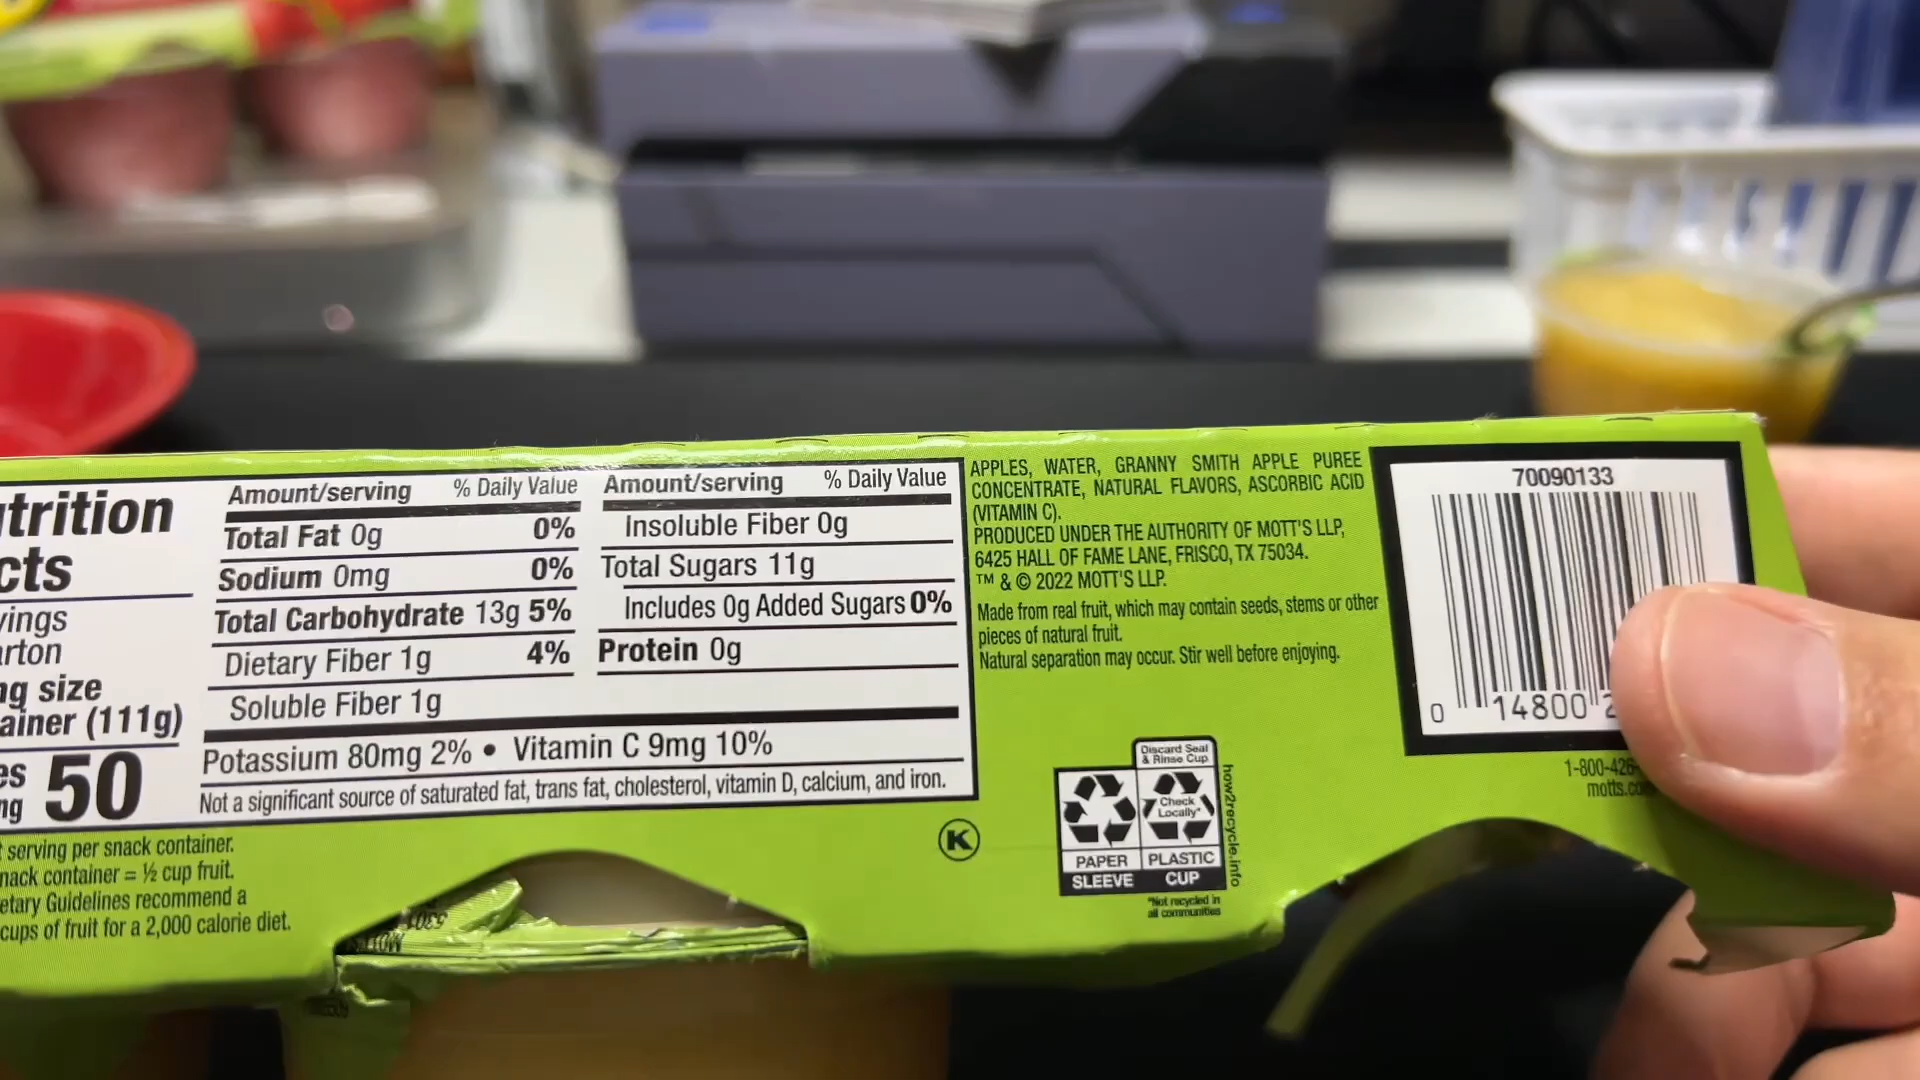 trition
cts
vings
arton
ng size
ainer (111g)
es
ng
50
Amount/serving % Daily Value
Total Fat 0g 0%
Sodium 0mg 0%
Total Carbohydrate 13g 5%
Dietary Fiber 1g 4%
Soluble Fiber 1g
Amount/serving % Daily Value
Insoluble Fiber 0g
Total Sugars 11g
Includes 0g Added Sugars 0%
Protein 0g
Potassium 80mg 2% • Vitamin C 9mg 10%
Not a significant source of saturated fat, trans fat, cholesterol, vitamin D, calcium, and iron.
serving per snack container.
nack container = ½ cup fruit.
etary Guidelines recommend a
cups of fruit for a 2,000 calorie diet.
APPLES, WATER, GRANNY SMITH APPLE PUREE
CONCENTRATE, NATURAL FLAVORS, ASCORBIC ACID
(VITAMIN C).
PRODUCED UNDER THE AUTHORITY OF MOTT'S LLP,
6425 HALL OF FAME LANE, FRISCO, TX 75034.
™ & © 2022 MOTT'S LLP.
Made from real fruit, which may contain seeds, stems or other
pieces of natural fruit.
Natural separation may occur. Stir well before enjoying.
K
Discard Seal
& Rinse Cup
Check
Locally*
PAPER
SLEEVE
PLASTIC
CUP
*Not recycled in
all communities
how2recycle.info
70090133
0 14800 2
1-800-426
motts.co